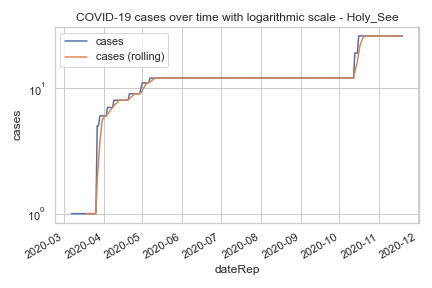 COVID-19 cases over time with logarithmic scale - Holy_See
cases
cases (rolling)
10¹
10⁰
cases
2020-03
2020-04
2020-05
2020-06
2020-07
2020-08
2020-09
2020-10
2020-11
2020-12
dateRep